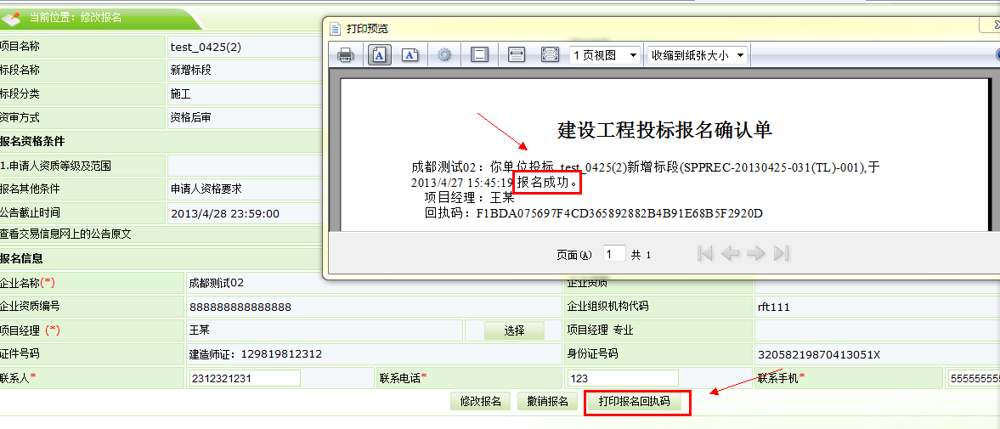 当前位置：修改报名
项目名称 test_0425(2)
标段名称 新增标段
标段分类 施工
资审方式 资格后审
报名资格条件
1.申请人资质等级及范围
报名其他条件 申请人资格要求
公告截止时间 2013/4/28 23:59:00
查看交易信息网上的公告原文
报名信息
企业名称(*) 成都测试02 企业资质
企业资质编号 888888888888888 企业组织机构代码 rft111
项目经理 (*) 王某 选择 项目经理 专业
证件号码 建造师证：129819812312 身份证号码 32058219870413051X
联系人* 2312321231 联系电话* 123 联系手机* 555555555
修改报名 撤销报名 打印报名回执码
打印预览
1 页视图 收缩到纸张大小
建设工程投标报名确认单
成都测试02：你单位投标 test_0425(2)新增标段(SPPREC-20130425-031(TL)-001),于
2013/4/27 15:45:19 报名成功。
项目经理：王某
回执码：F1BDA075697F4CD365892882B4B91E68B5F2920D
页面(A) 1 共 1